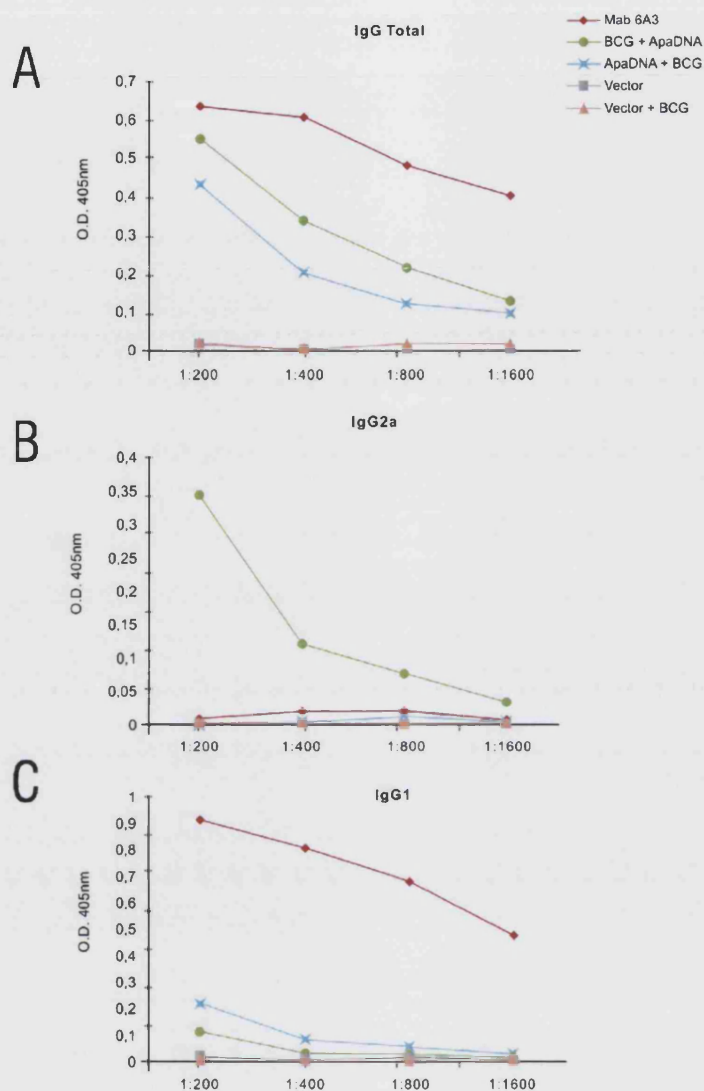 A
IgG Total
Mab 6A3
BCG + ApaDNA
ApaDNA + BCG
Vector
Vector + BCG
O.D. 405nm
0,7
0,6
0,5
0,4
0,3
0,2
0,1
0
1:200 1:400 1:800 1:1600
B
IgG2a
O.D. 405nm
0,4
0,35
0,3
0,25
0,2
0,15
0,1
0,05
0
1:200 1:400 1:800 1:1600
C
IgG1
O.D. 405nm
1
0,9
0,8
0,7
0,6
0,5
0,4
0,3
0,2
0,1
0
1:200 1:400 1:800 1:1600